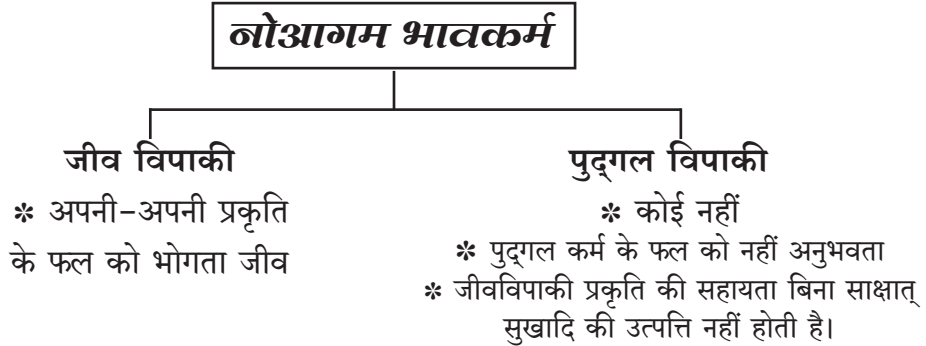 नोआगम भावकर्म
जीव विपाकी
* अपनी-अपनी प्रकृति
के फल को भोगता जीव
पुद्‌गल विपाकी
* कोई नहीं
* पुद्‌गल कर्म के फल को नहीं अनुभवता
* जीवविपाकी प्रकृति की सहायता बिना साक्षात्
सुखादि की उत्पत्ति नहीं होती है।